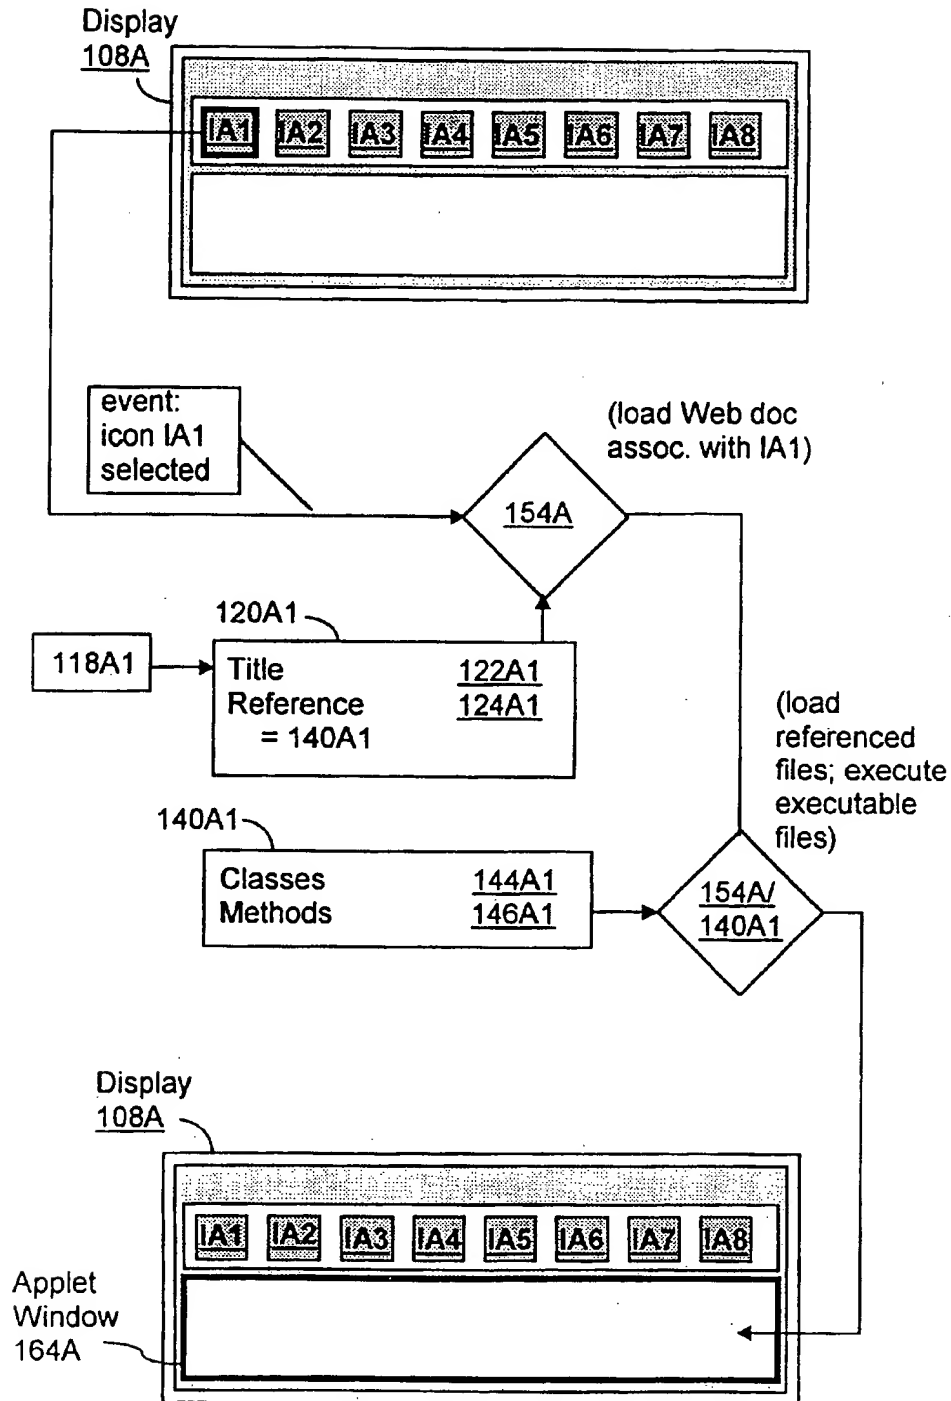 Display
108A
IA1 IA2 IA3 IA4 IA5 IA6 IA7 IA8
event:
icon IA1
selected
(load Web doc
assoc. with IA1)
154A
120A1
118A1
Title 122A1
Reference 124A1
= 140A1
(load
referenced
files; execute
executable
files)
140A1
Classes 144A1
Methods 146A1
154A/
140A1
Display
108A
IA1 IA2 IA3 IA4 IA5 IA6 IA7 IA8
Applet
Window
164A